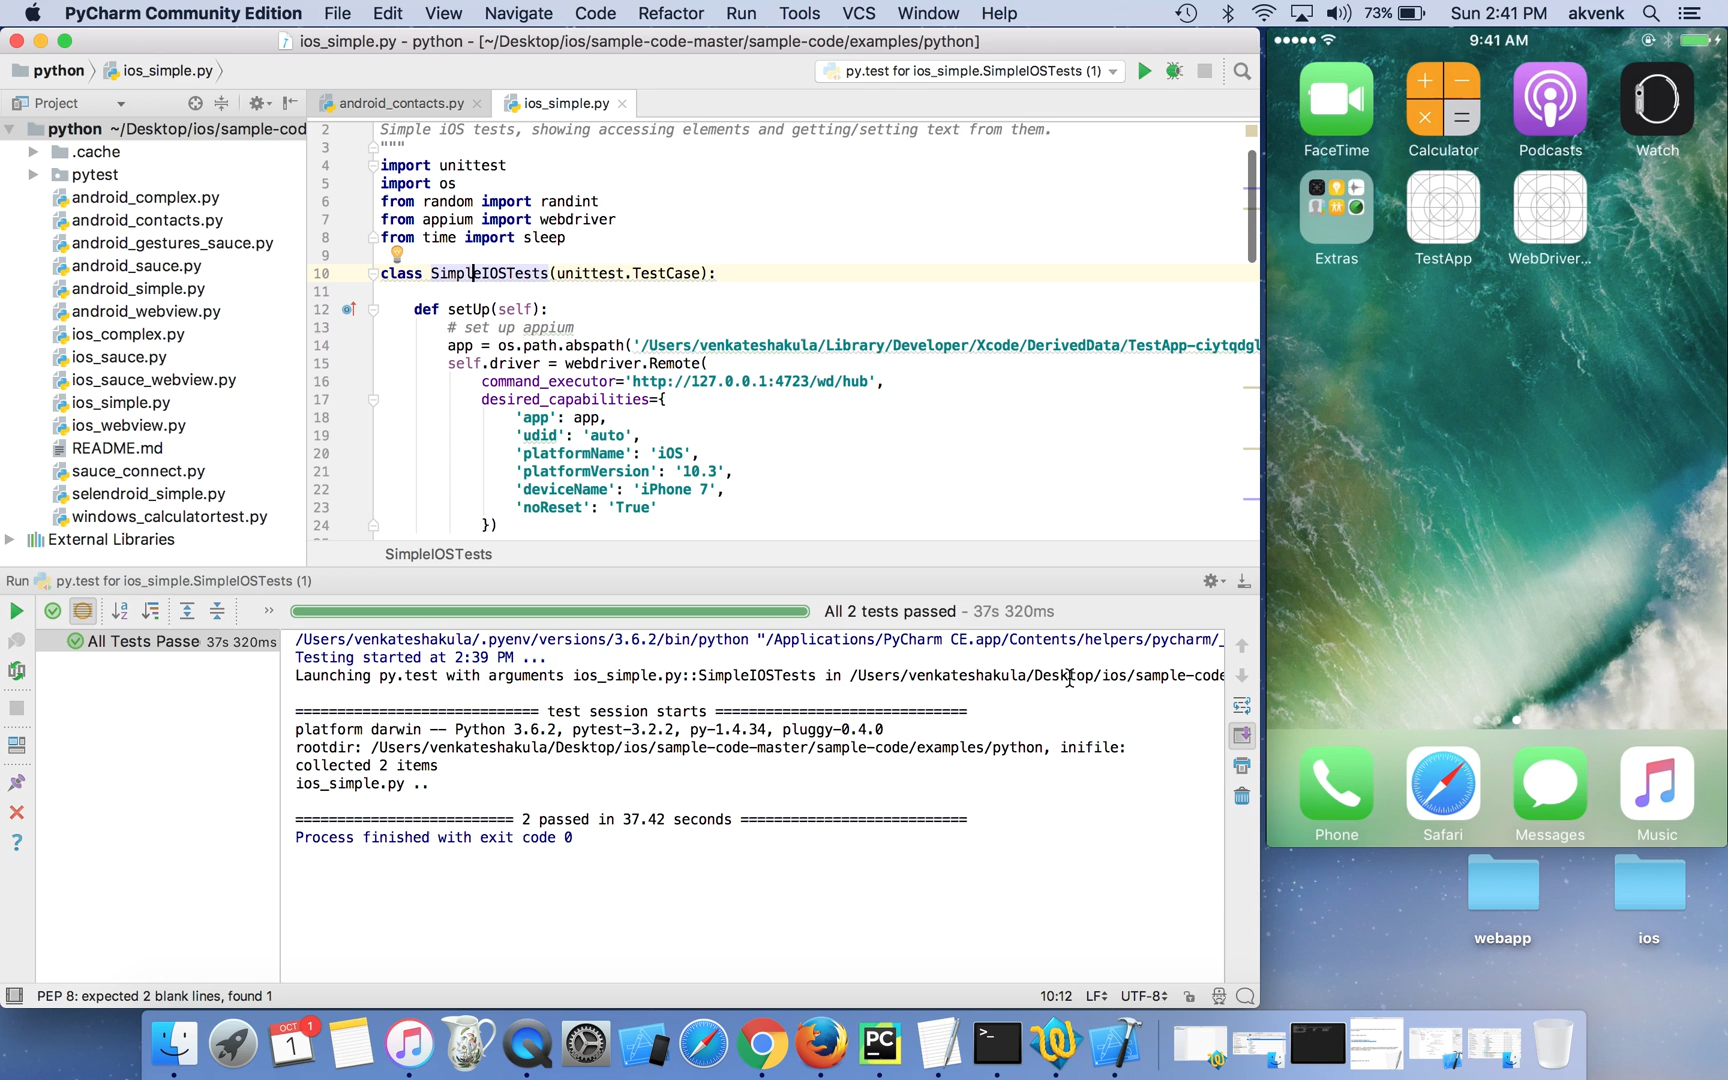 PyCharm Community Edition File Edit View Navigate Code Refactor Run Tools VCS Window Help 73% Sun 2:41 PM akvenk
ios_simple.py - python - [~/Desktop/ios/sample-code-master/sample-code/examples/python]
python ios_simple.py py.test for ios_simple.SimpleIOSTests (1)
Project android_contacts.py ios_simple.py
python ~/Desktop/ios/sample-cod
.cache
pytest
android_complex.py
android_contacts.py
android_gestures_sauce.py
android_sauce.py
android_simple.py
android_webview.py
ios_complex.py
ios_sauce.py
ios_sauce_webview.py
ios_simple.py
ios_webview.py
README.md
sauce_connect.py
selendroid_simple.py
windows_calculatortest.py
External Libraries
2 Simple iOS tests, showing accessing elements and getting/setting text from them.
3 """
4 import unittest
5 import os
6 from random import randint
7 from appium import webdriver
8 from time import sleep
9
10 class SimpleIOSTests(unittest.TestCase):
11
12 def setUp(self):
13 # set up appium
14 app = os.path.abspath('/Users/venkateshakula/Library/Developer/Xcode/DerivedData/TestApp-ciytqdgl
15 self.driver = webdriver.Remote(
16 command_executor='http://127.0.0.1:4723/wd/hub',
17 desired_capabilities={
18 'app': app,
19 'udid': 'auto',
20 'platformName': 'iOS',
21 'platformVersion': '10.3',
22 'deviceName': 'iPhone 7',
23 'noReset': 'True'
24 })
SimpleIOSTests
Run py.test for ios_simple.SimpleIOSTests (1)
All 2 tests passed - 37s 320ms
All Tests Passe 37s 320ms
/Users/venkateshakula/.pyenv/versions/3.6.2/bin/python "/Applications/PyCharm CE.app/Contents/helpers/pycharm/_
Testing started at 2:39 PM ...
Launching py.test with arguments ios_simple.py::SimpleIOSTests in /Users/venkateshakula/Desktop/ios/sample-code
============================= test session starts ==============================
platform darwin -- Python 3.6.2, pytest-3.2.2, py-1.4.34, pluggy-0.4.0
rootdir: /Users/venkateshakula/Desktop/ios/sample-code-master/sample-code/examples/python, inifile:
collected 2 items
ios_simple.py ..
========================== 2 passed in 37.42 seconds ===========================
Process finished with exit code 0
PEP 8: expected 2 blank lines, found 1 10:12 LF UTF-8
9:41 AM
FaceTime Calculator Podcasts Watch
Extras TestApp WebDriver...
Phone Safari Messages Music
webapp ios
OCT 1
1
PC